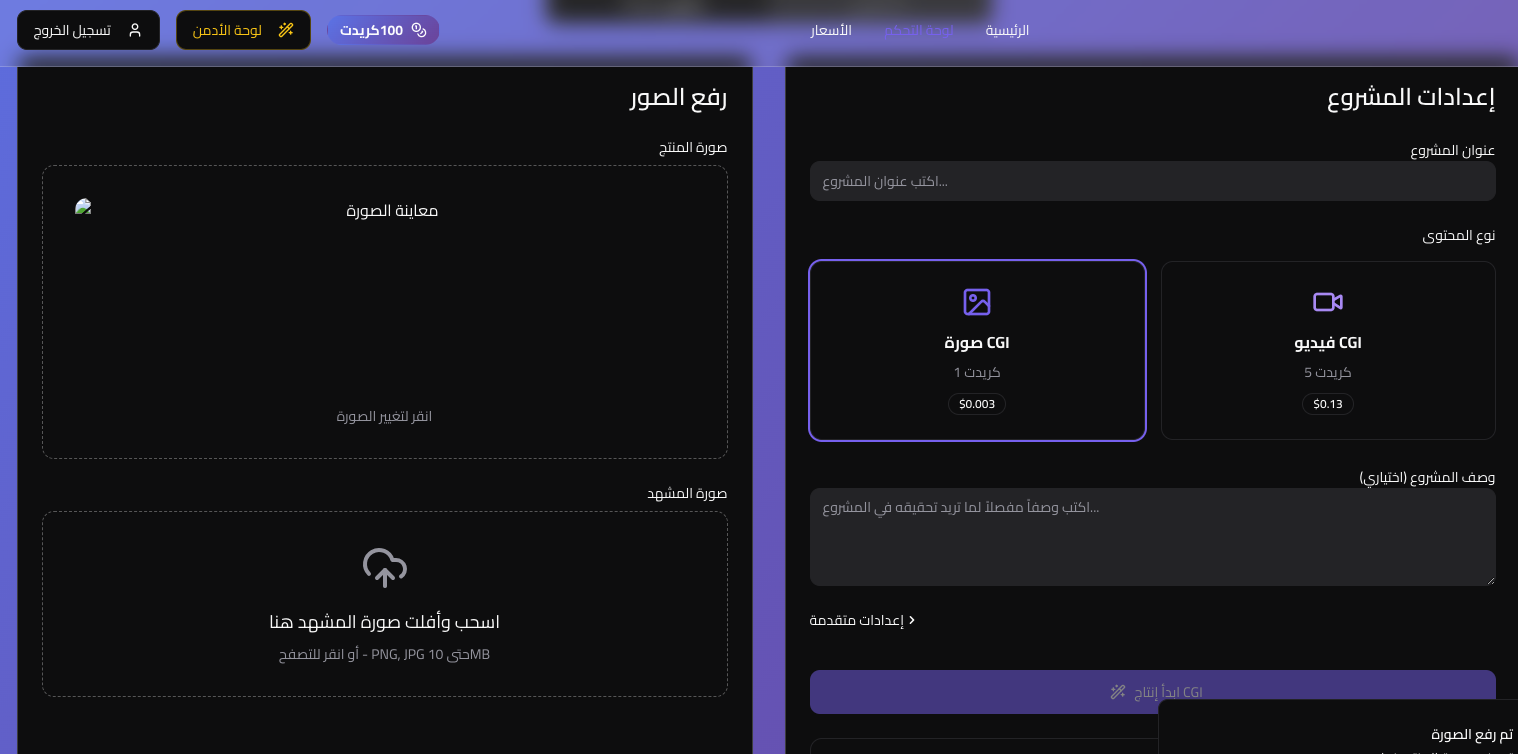 الرئيسية
لوحة التحكم
الأسعار
100كريدت
لوحة الأدمن
تسجيل الخروج
إعدادات المشروع
عنوان المشروع
اكتب عنوان المشروع...
نوع المحتوى
CGI فيديو
كريدت 5
$0.13
CGI صورة
كريدت 1
$0.003
وصف المشروع (اختياري)
اكتب وصفاً مفصلاً لما تريد تحقيقه في المشروع...
إعدادات متقدمة
CGI ابدأ إنتاج
تم رفع الصورة
رفع الصور
صورة المنتج
معاينة الصورة
انقر لتغيير الصورة
صورة المشهد
اسحب وأفلت صورة المشهد هنا
أو انقر للتصفح - PNG, JPG حتى 10MB